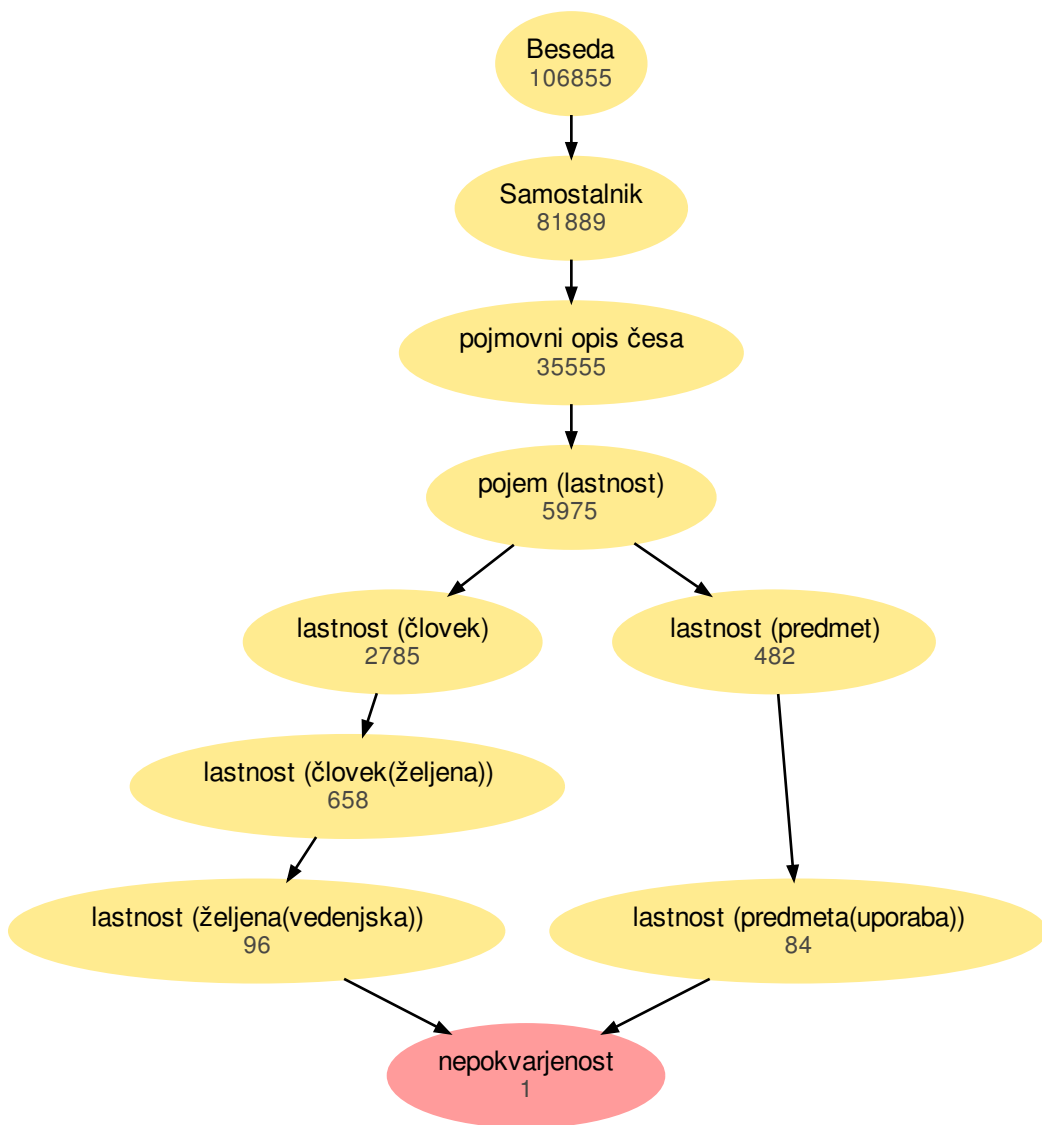 Beseda
106855
Samostalnik
81889
pojmovni opis česa
35555
pojem (lastnost)
5975
lastnost (človek)
2785
lastnost (predmet)
482
lastnost (človek(željena))
658
lastnost (željena(vedenjska))
96
lastnost (predmeta(uporaba))
84
nepokvarjenost
1